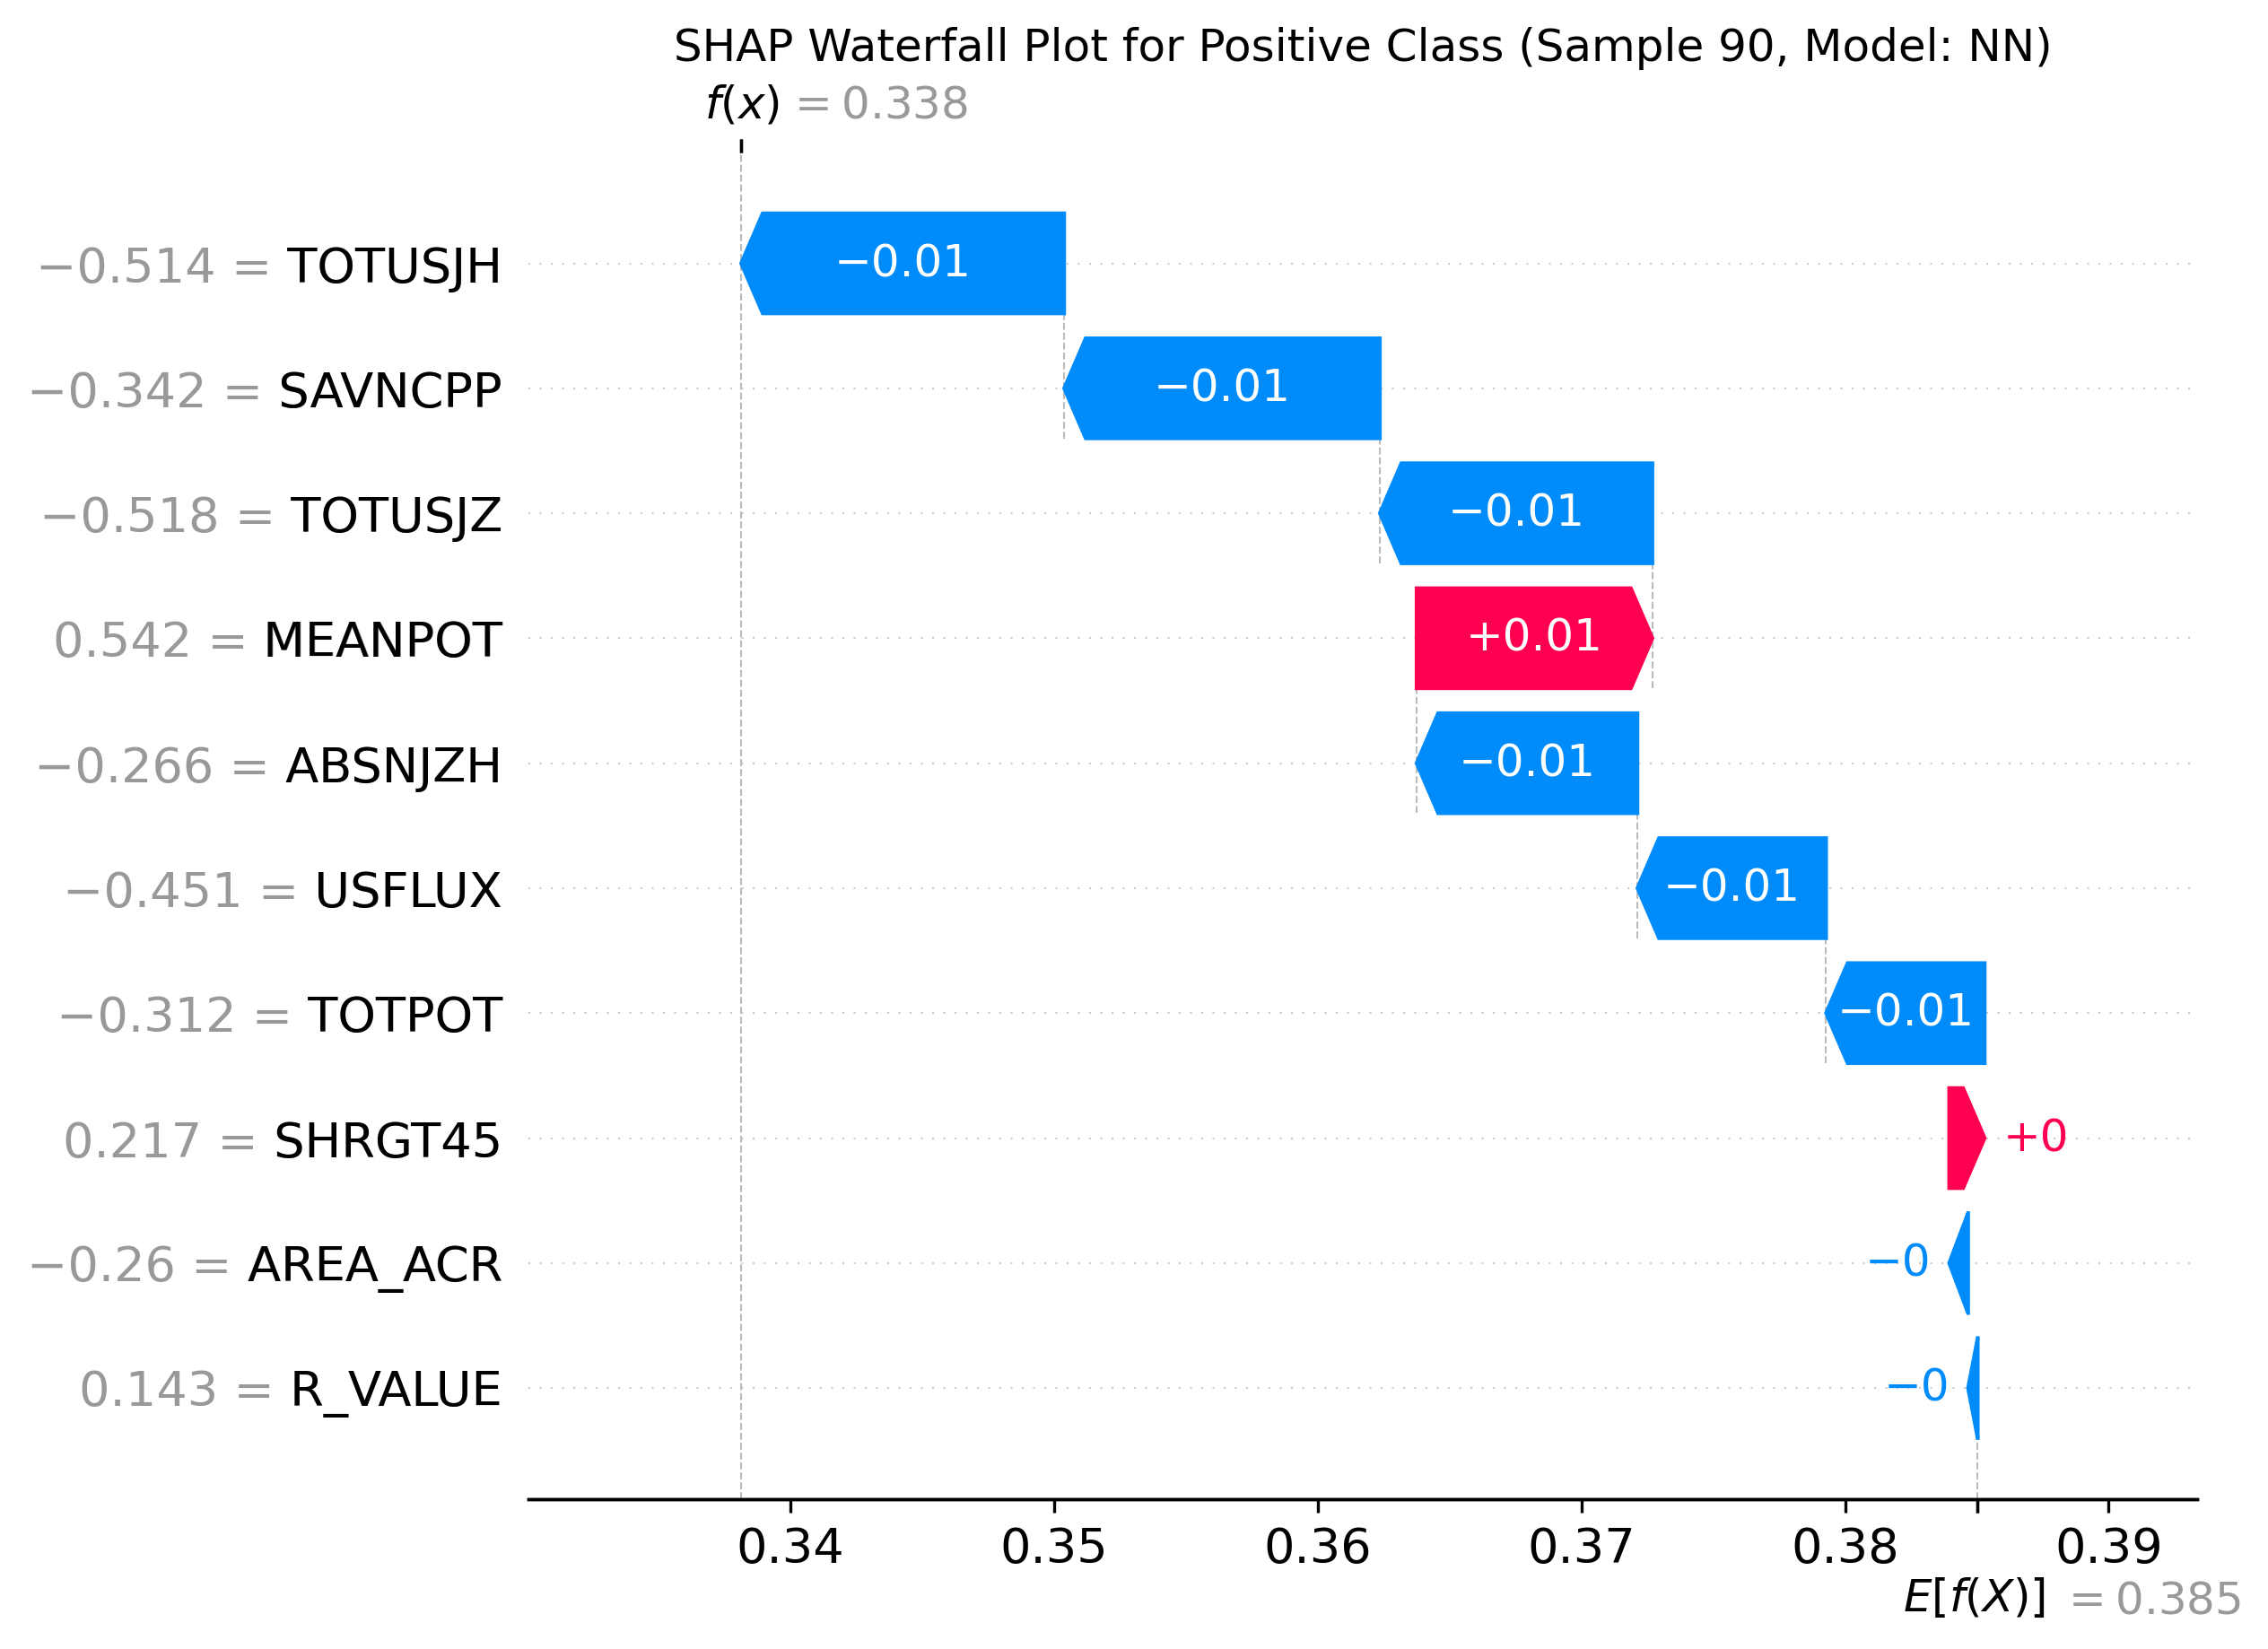 SHAP Waterfall Plot for Positive Class (Sample 90, Model: NN)
f(x) = 0.338
−0.514 = TOTUSJH −0.01
−0.342 = SAVNCPP −0.01
−0.518 = TOTUSJZ −0.01
0.542 = MEANPOT +0.01
−0.266 = ABSNJZH −0.01
−0.451 = USFLUX −0.01
−0.312 = TOTPOT −0.01
0.217 = SHRGT45 +0
−0.26 = AREA_ACR −0
0.143 = R_VALUE −0
0.34 0.35 0.36 0.37 0.38 0.39
E[f(X)] = 0.385